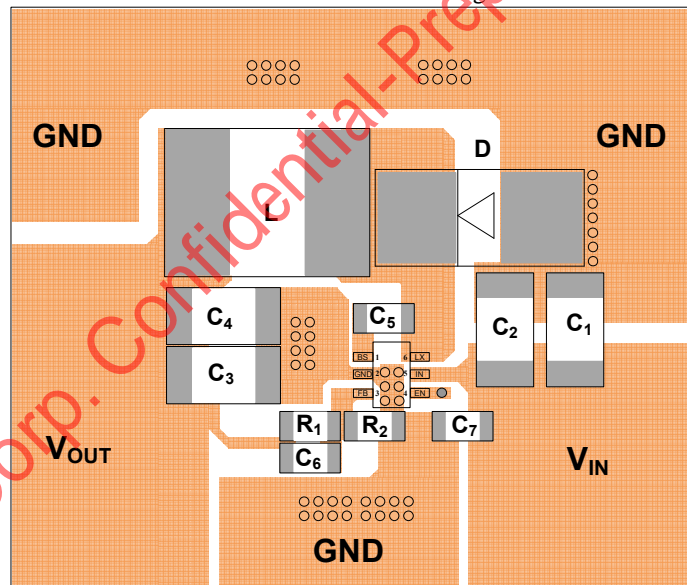 GND
GND
D
L
C4
C5
C2
C1
C3
BS 1 6 LX
GND 2 5 IN
FB 3 4 EN
R1
R2
C7
C6
VOUT
VIN
GND
Corp. Confidential-Prep